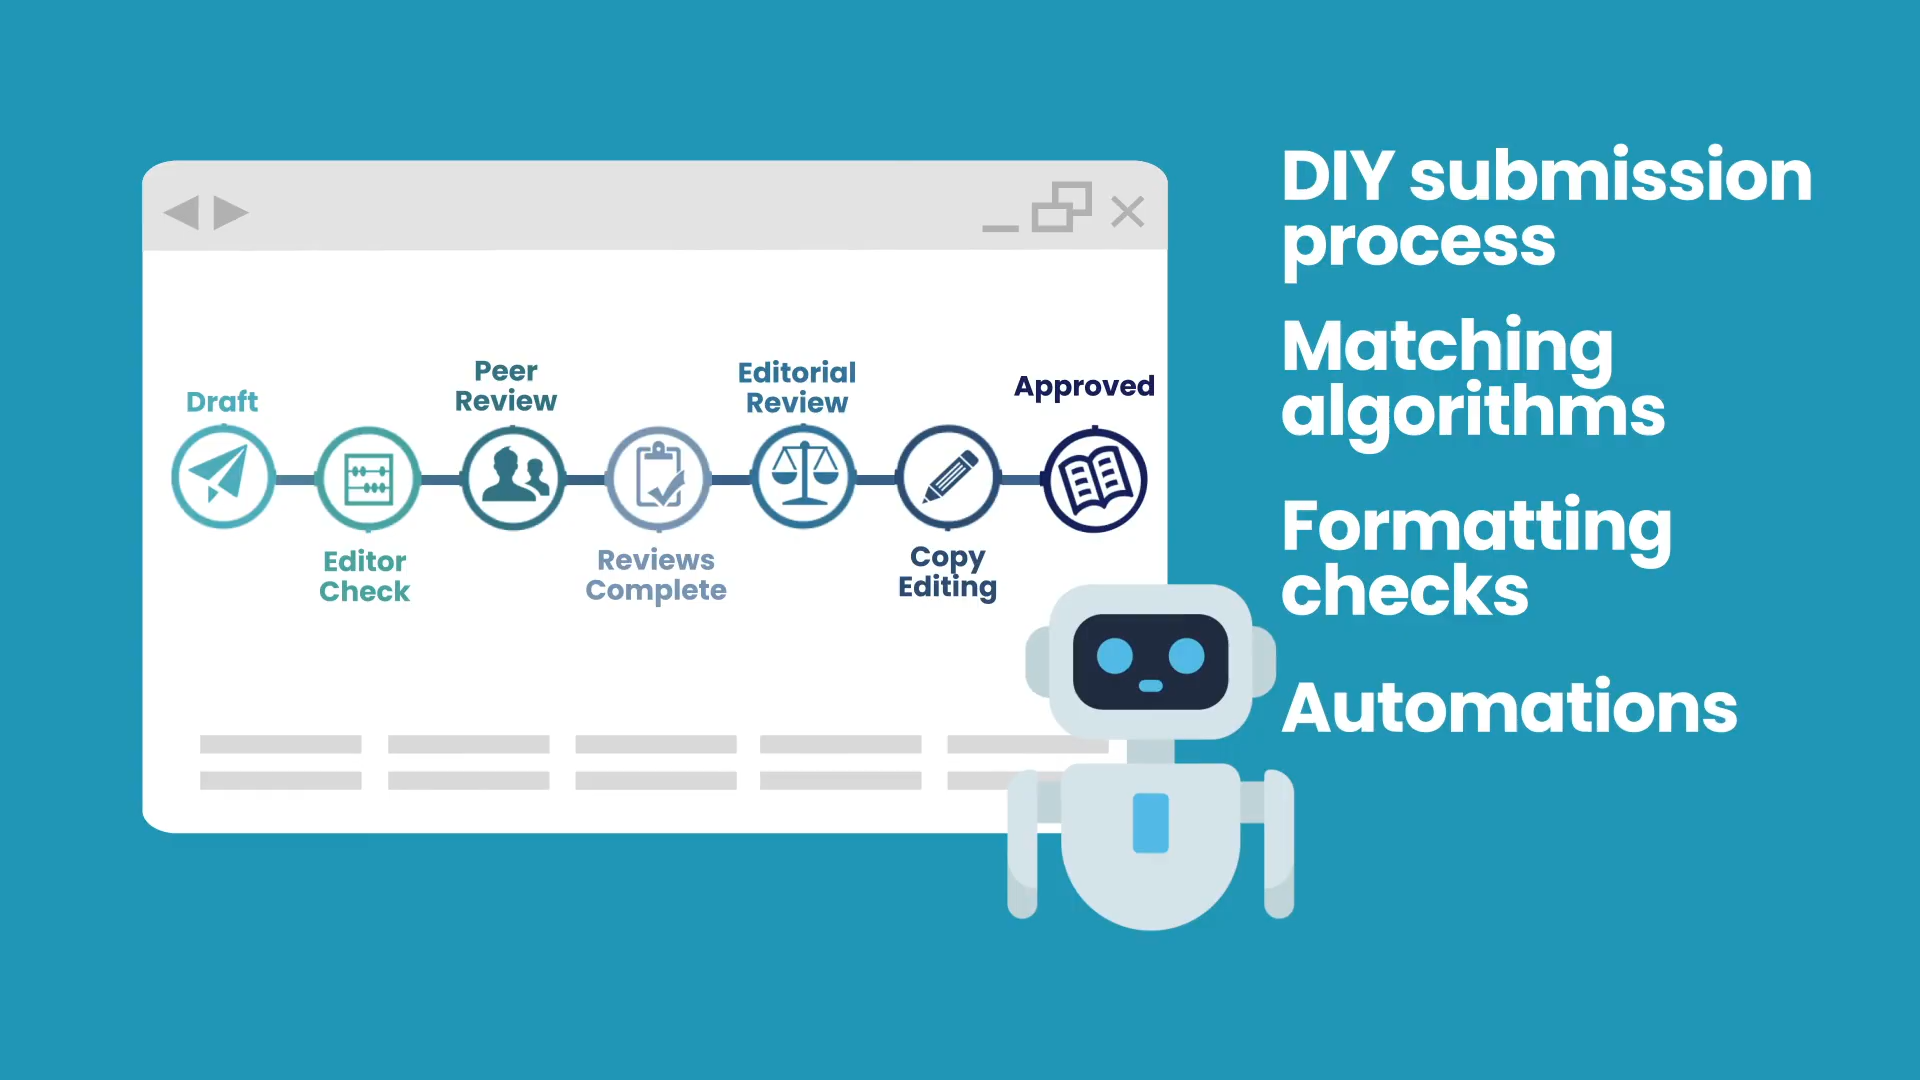 Draft
Editor
Check
Peer
Review
Reviews
Complete
Editorial
Review
Copy
Editing
Approved
DIY submission
process
Matching
algorithms
Formatting
checks
Automations